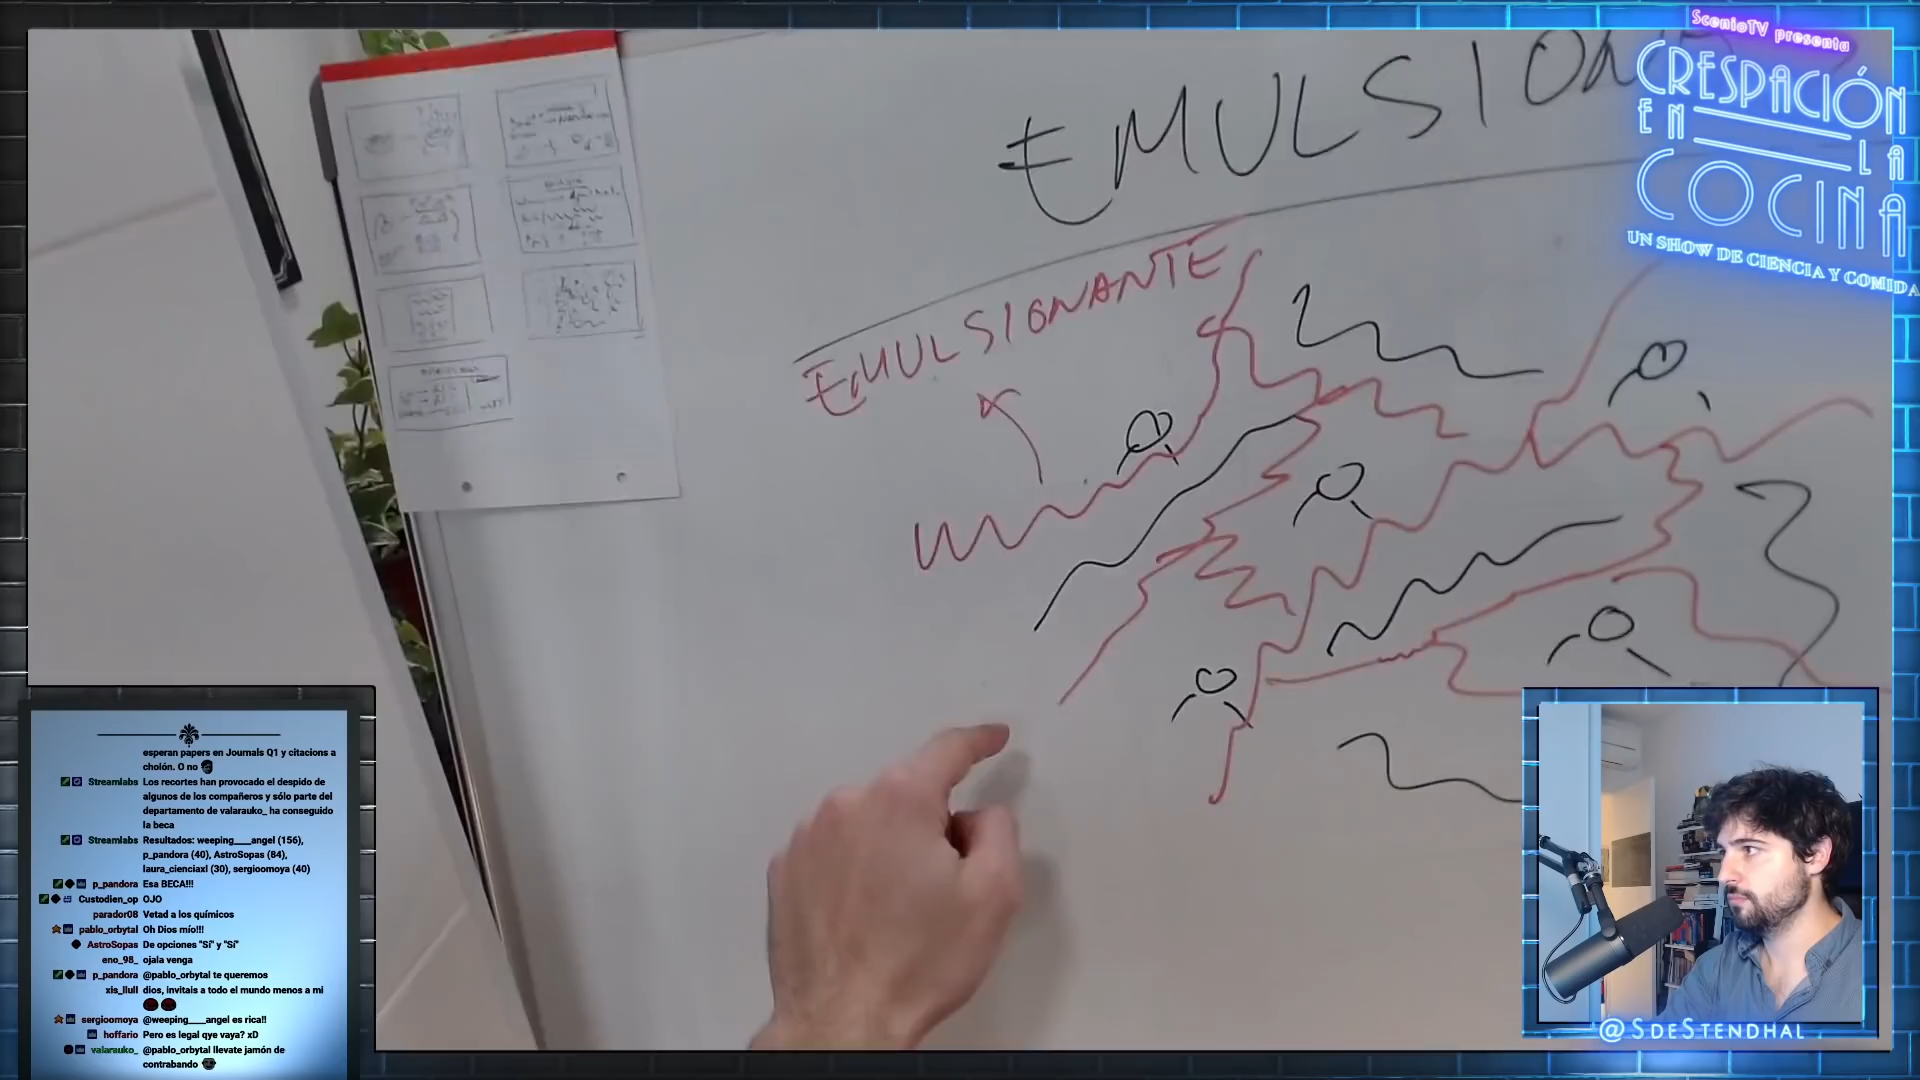 ScenioTV presenta
CRESPACIÓN
EN LA
COCINA
UN SHOW DE CIENCIA Y COMIDA
EMULSIONANTE
esperan papers en Journals Q1 y citacions a
cholón. O no
Streamlabs Los recortes han provocado el despido de
algunos de los compañeros y sólo parte del
departamento de valarauko_ ha conseguido
la beca
Streamlabs Resultados: weeping___angel (156),
p_pandora (40), AstroSopas (84),
laura_cienciaxl (30), sergioomoya (40)
p_pandora Esa BECA!!!
Custodien_op OJO
parador08 Vetad a los químicos
pablo_orbytal Oh Dios mío!!!
AstroSopas De opciones "Sí" y "Sí"
eno_98_ ojala venga
p_pandora @pablo_orbytal te queremos
xis_llull dios, invitais a todo el mundo menos a mi
sergioomoya @weeping___angel es rica!!
hoffario Pero es legal qye vaya? xD
valarauko_ @pablo_orbytal llevate jamón de
contrabando
@SDESTENDHAL